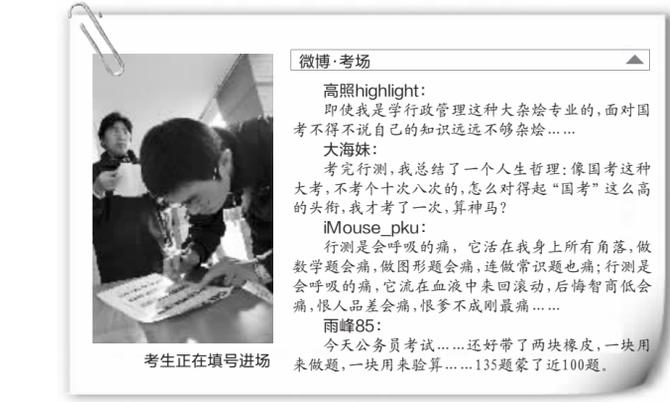 微博·考场
高照highlight：
即使我是学行政管理这种大杂烩专业的，面对国
考不得不说自己的知识远远不够杂烩……
大海妹：
考完行测，我总结了一个人生哲理：像国考这种
大考，不考个十次八次的，怎么对得起“国考”这么高
的头衔，我才考了一次，算神马？
iMouse_pku：
行测是会呼吸的痛，它活在我身上所有角落，做
数学题会痛，做图形题会痛，连做常识题也痛；行测是
会呼吸的痛，它流在血液中来回滚动，后悔智商低会
痛，恨人品差会痛，恨爹不成刚最痛……
雨峰85：
今天公务员考试……还好带了两块橡皮，一块用
来做题，一块用来验算……135题蒙了近100题。
考生正在填号进场